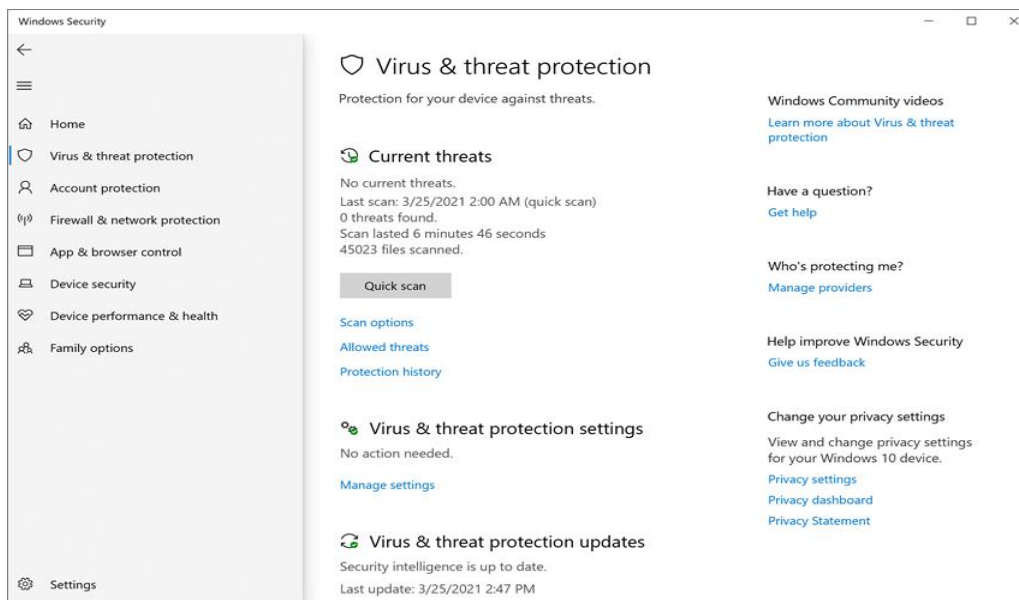 Windows Security
Home
Virus & threat protection
Account protection
Firewall & network protection
App & browser control
Device security
Device performance & health
Family options
Settings
Virus & threat protection
Protection for your device against threats.
Current threats
No current threats.
Last scan: 3/25/2021 2:00 AM (quick scan)
0 threats found.
Scan lasted 6 minutes 46 seconds
45023 files scanned.
Quick scan
Scan options
Allowed threats
Protection history
Virus & threat protection settings
No action needed.
Manage settings
Virus & threat protection updates
Security intelligence is up to date.
Last update: 3/25/2021 2:47 PM
Windows Community videos
Learn more about Virus & threat
protection
Have a question?
Get help
Who's protecting me?
Manage providers
Help improve Windows Security
Give us feedback
Change your privacy settings
View and change privacy settings
for your Windows 10 device.
Privacy settings
Privacy dashboard
Privacy Statement